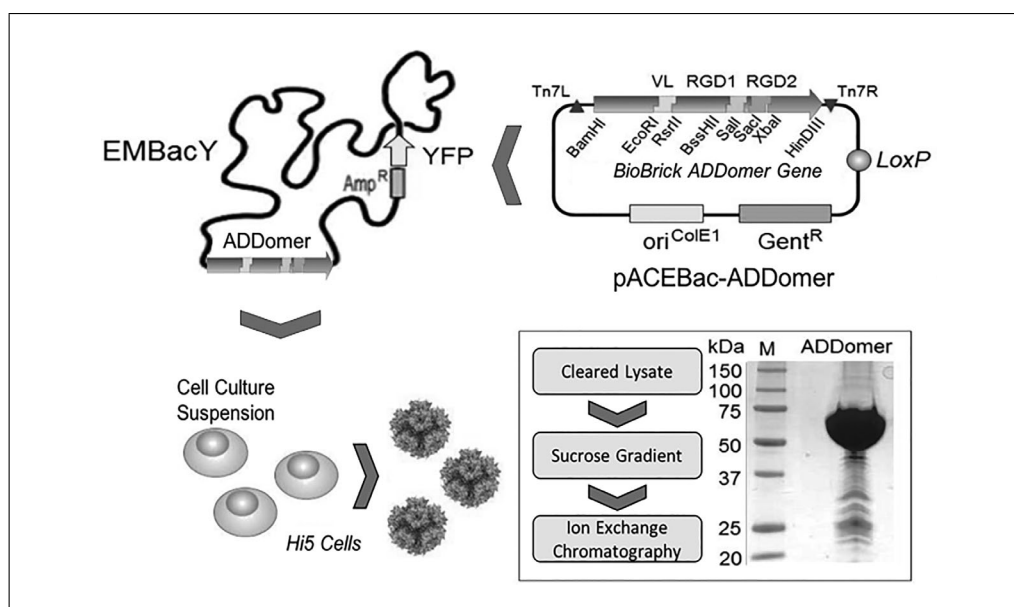 EMBacY
YFP
Amp^R
ADDomer
VL RGD1 RGD2
Tn7L Tn7R
BamHI EcoRI RsrII BssHII SalI SacI XbaI HinDIII
BioBrick ADDomer Gene
LoxP
ori^ColE1 Gent^R
pACEBac-ADDomer
Cell Culture
Suspension
Hi5 Cells
Cleared Lysate
Sucrose Gradient
Ion Exchange
Chromatography
kDa M ADDomer
150
100
75
50
37
25
20